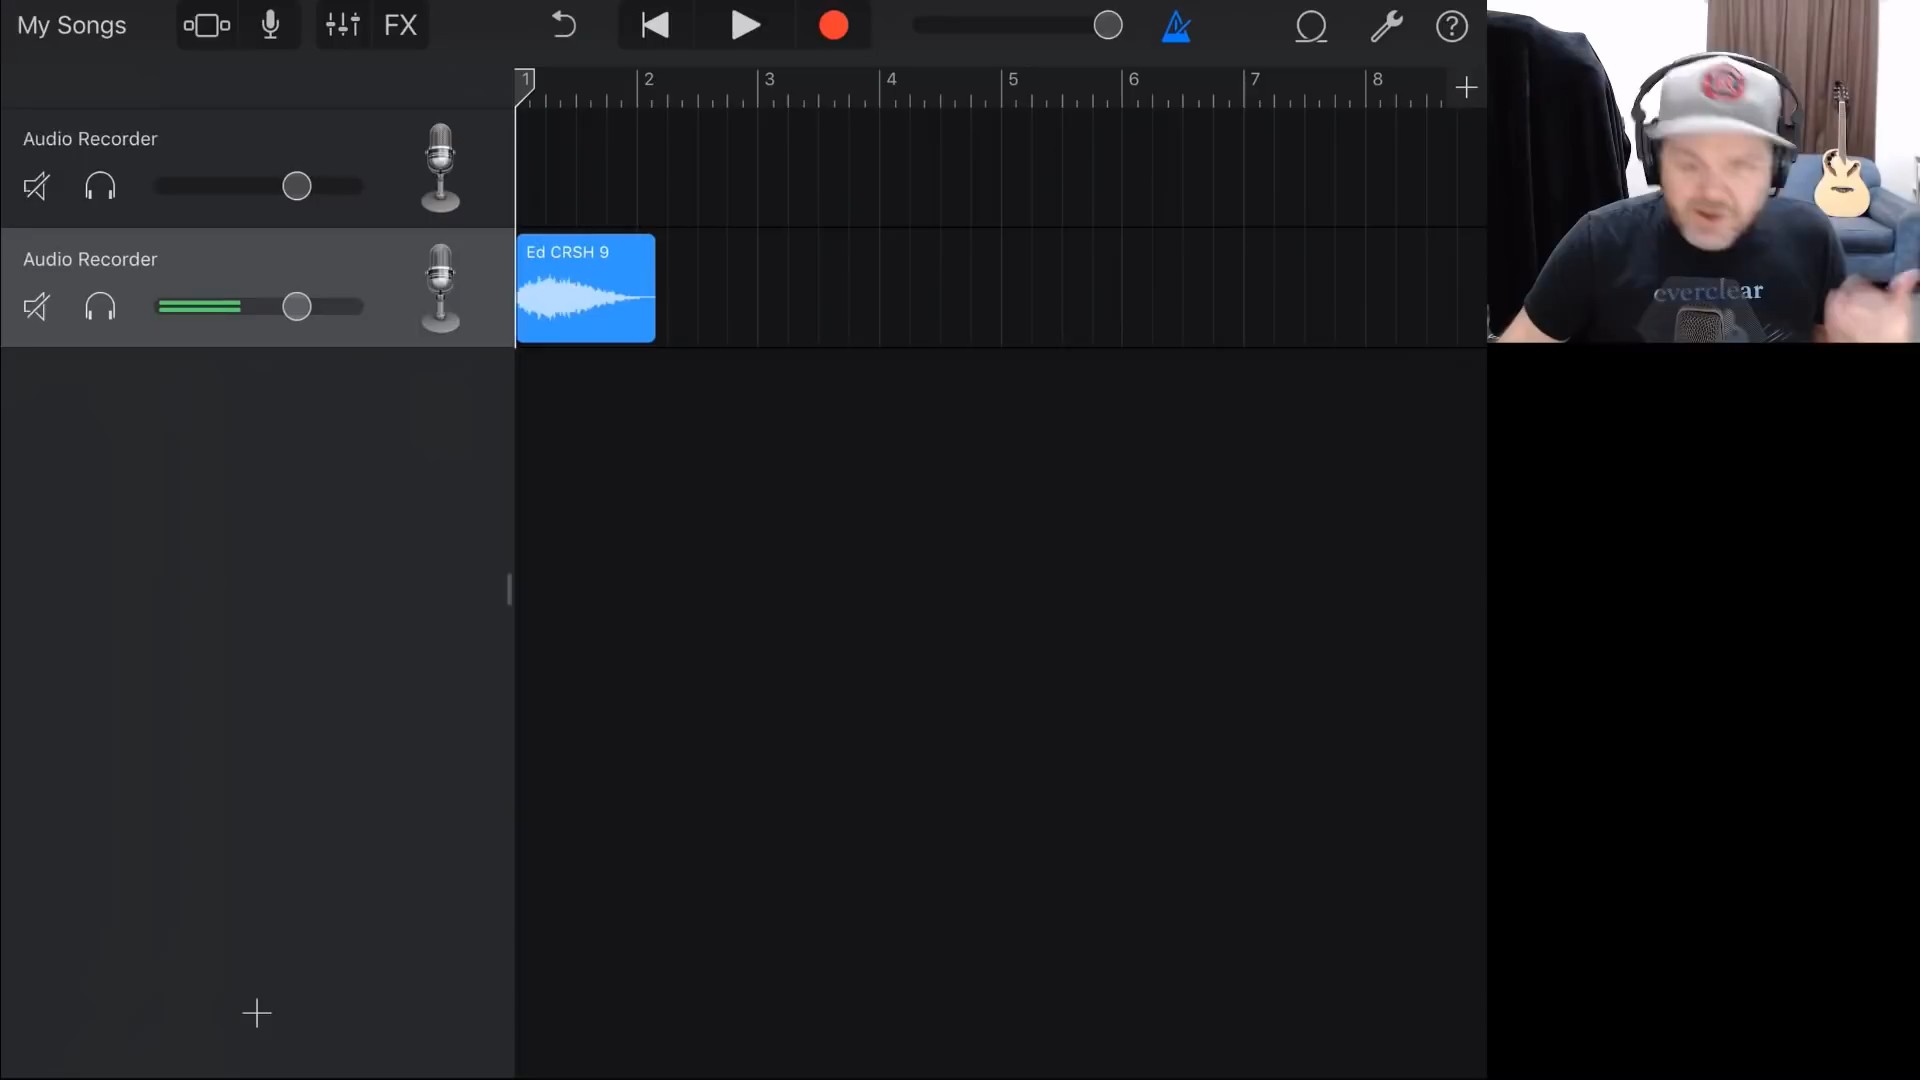 My Songs
FX
1 2 3 4 5 6 7 8
Audio Recorder
Audio Recorder
Ed CRSH 9
everclear